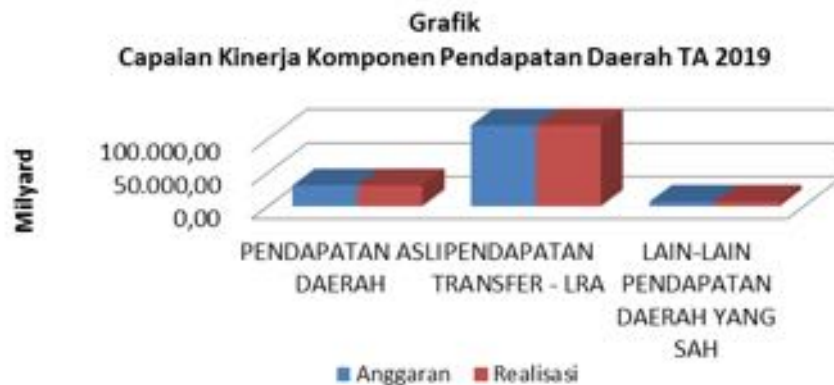 Grafik
Capaian Kinerja Komponen Pendapatan Daerah TA 2019
Milyard
100.000,00
50.000,00
0,00
PENDAPATAN ASLI
DAERAH
PENDAPATAN
TRANSFER - LRA
LAIN-LAIN
PENDAPATAN
DAERAH YANG
SAH
Anggaran
Realisasi